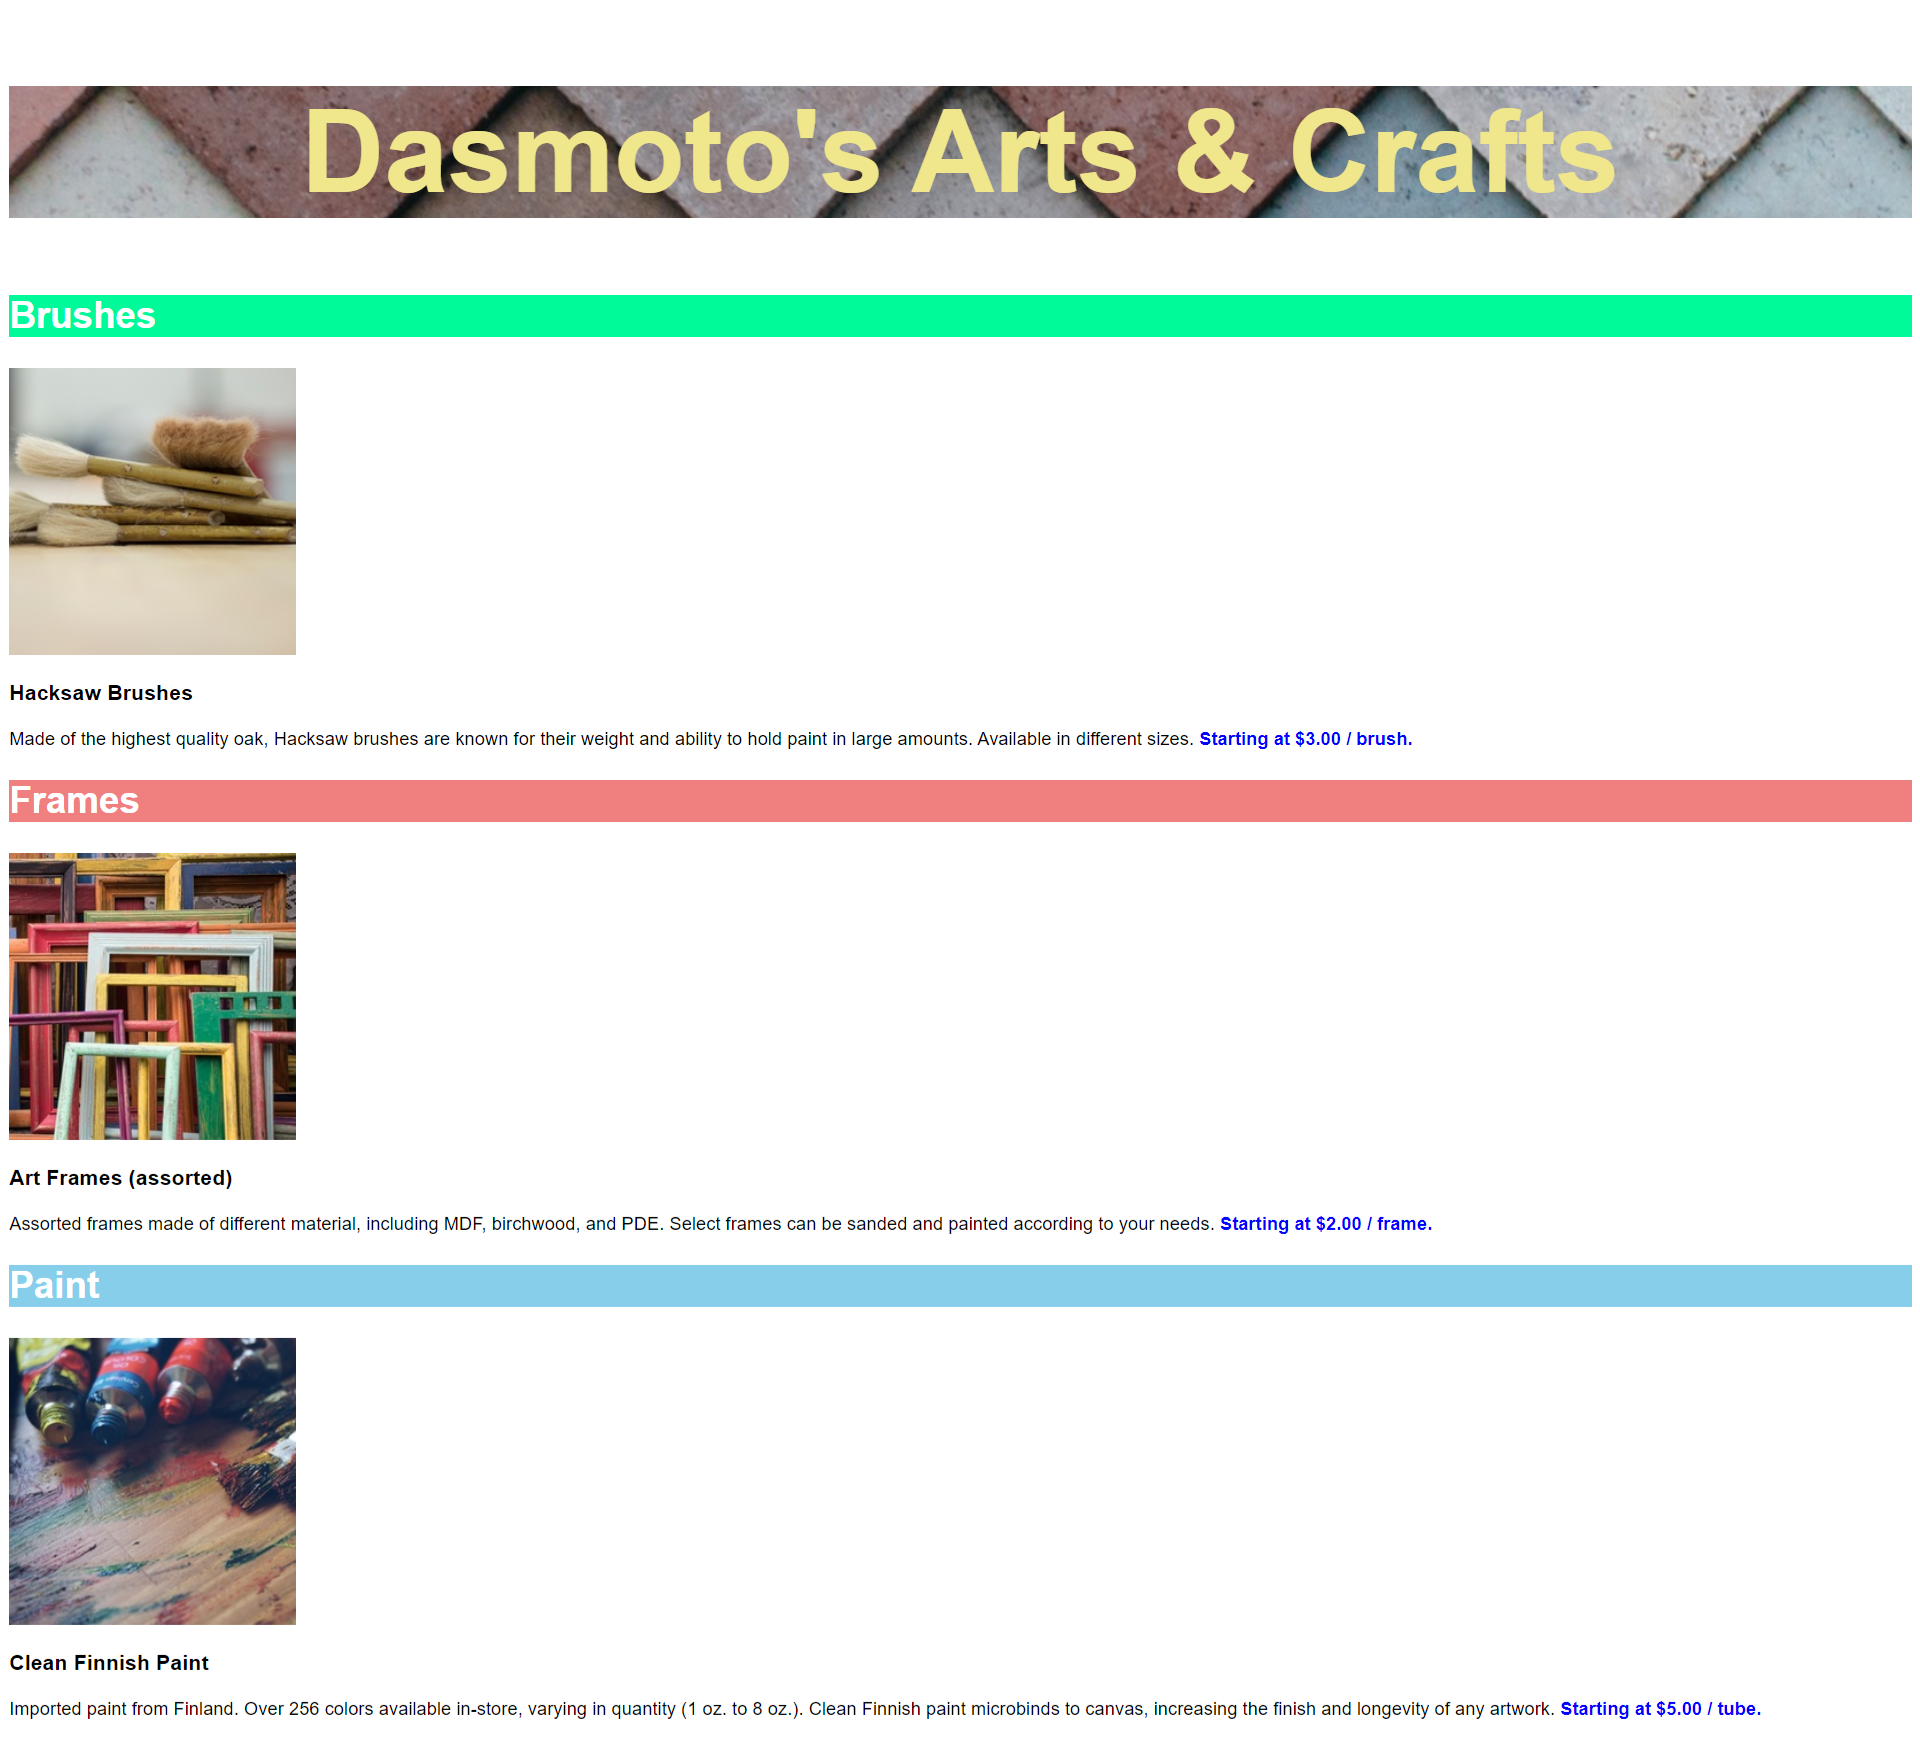 Dasmoto's Arts & Crafts
Brushes
Hacksaw Brushes
Made of the highest quality oak, Hacksaw brushes are known for their weight and ability to hold paint in large amounts. Available in different sizes. Starting at $3.00 / brush.
Frames
Art Frames (assorted)
Assorted frames made of different material, including MDF, birchwood, and PDE. Select frames can be sanded and painted according to your needs. Starting at $2.00 / frame.
Paint
Clean Finnish Paint
Imported paint from Finland. Over 256 colors available in-store, varying in quantity (1 oz. to 8 oz.). Clean Finnish paint microbinds to canvas, increasing the finish and longevity of any artwork. Starting at $5.00 / tube.